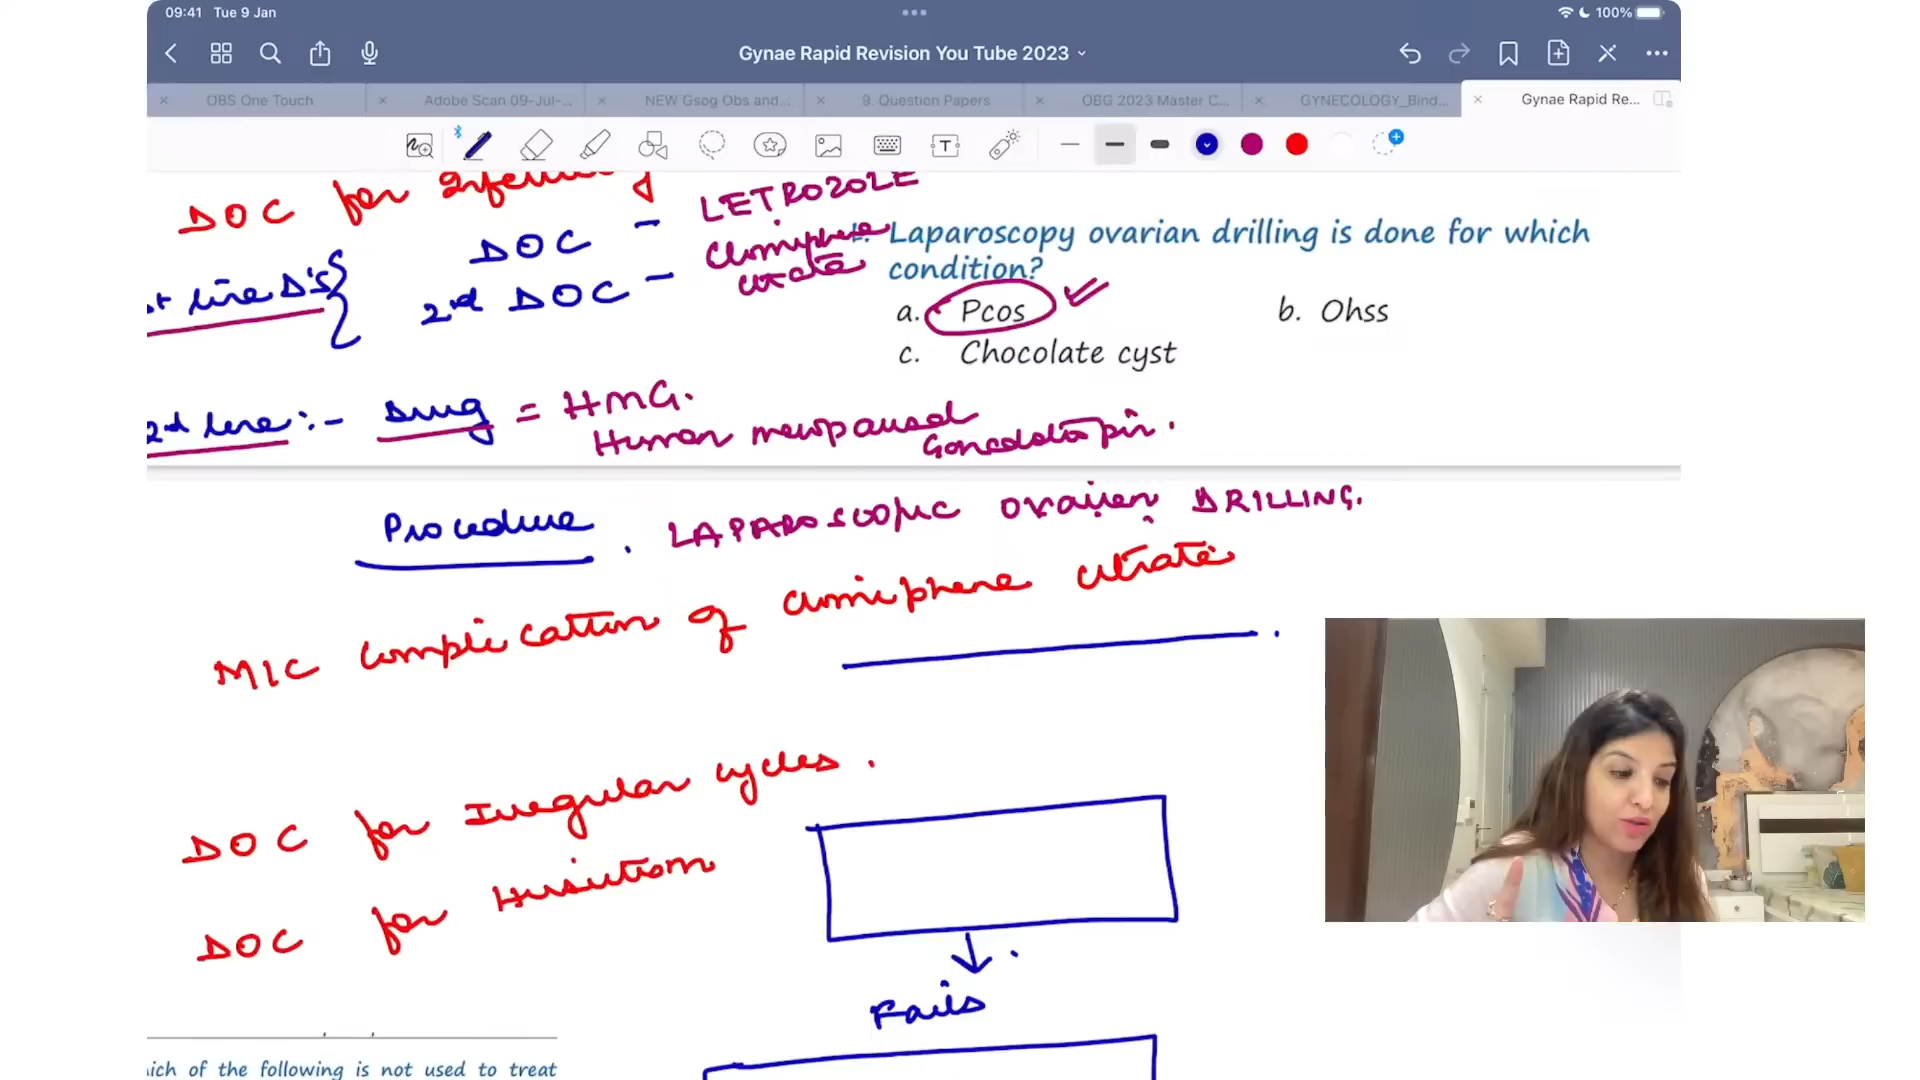 09:41 Tue 9 Jan
100%
Gynae Rapid Revision You Tube 2023
OBS One Touch
Adobe Scan 09-Jul-...
NEW Gsog Obs and...
9. Question Papers
OBG 2023 Master C...
GYNECOLOGY_Bind...
Gynae Rapid Re...
DOC for
DOC - LETROZOLE
st line D's
2nd DOC - Clomiphene citrate
Laparoscopy ovarian drilling is done for which
condition?
a. Pcos
b. Ohss
c. Chocolate cyst
2nd line :- Drug = HMG.
Human menopausal
Gonadotropin.
Procedure . LAPAROSCOPIC Ovarian DRILLING.
M/C complication of clomiphene citrate
DOC for Irregular cycles.
DOC for Hirsutism
Fails
ich of the following is not used to treat